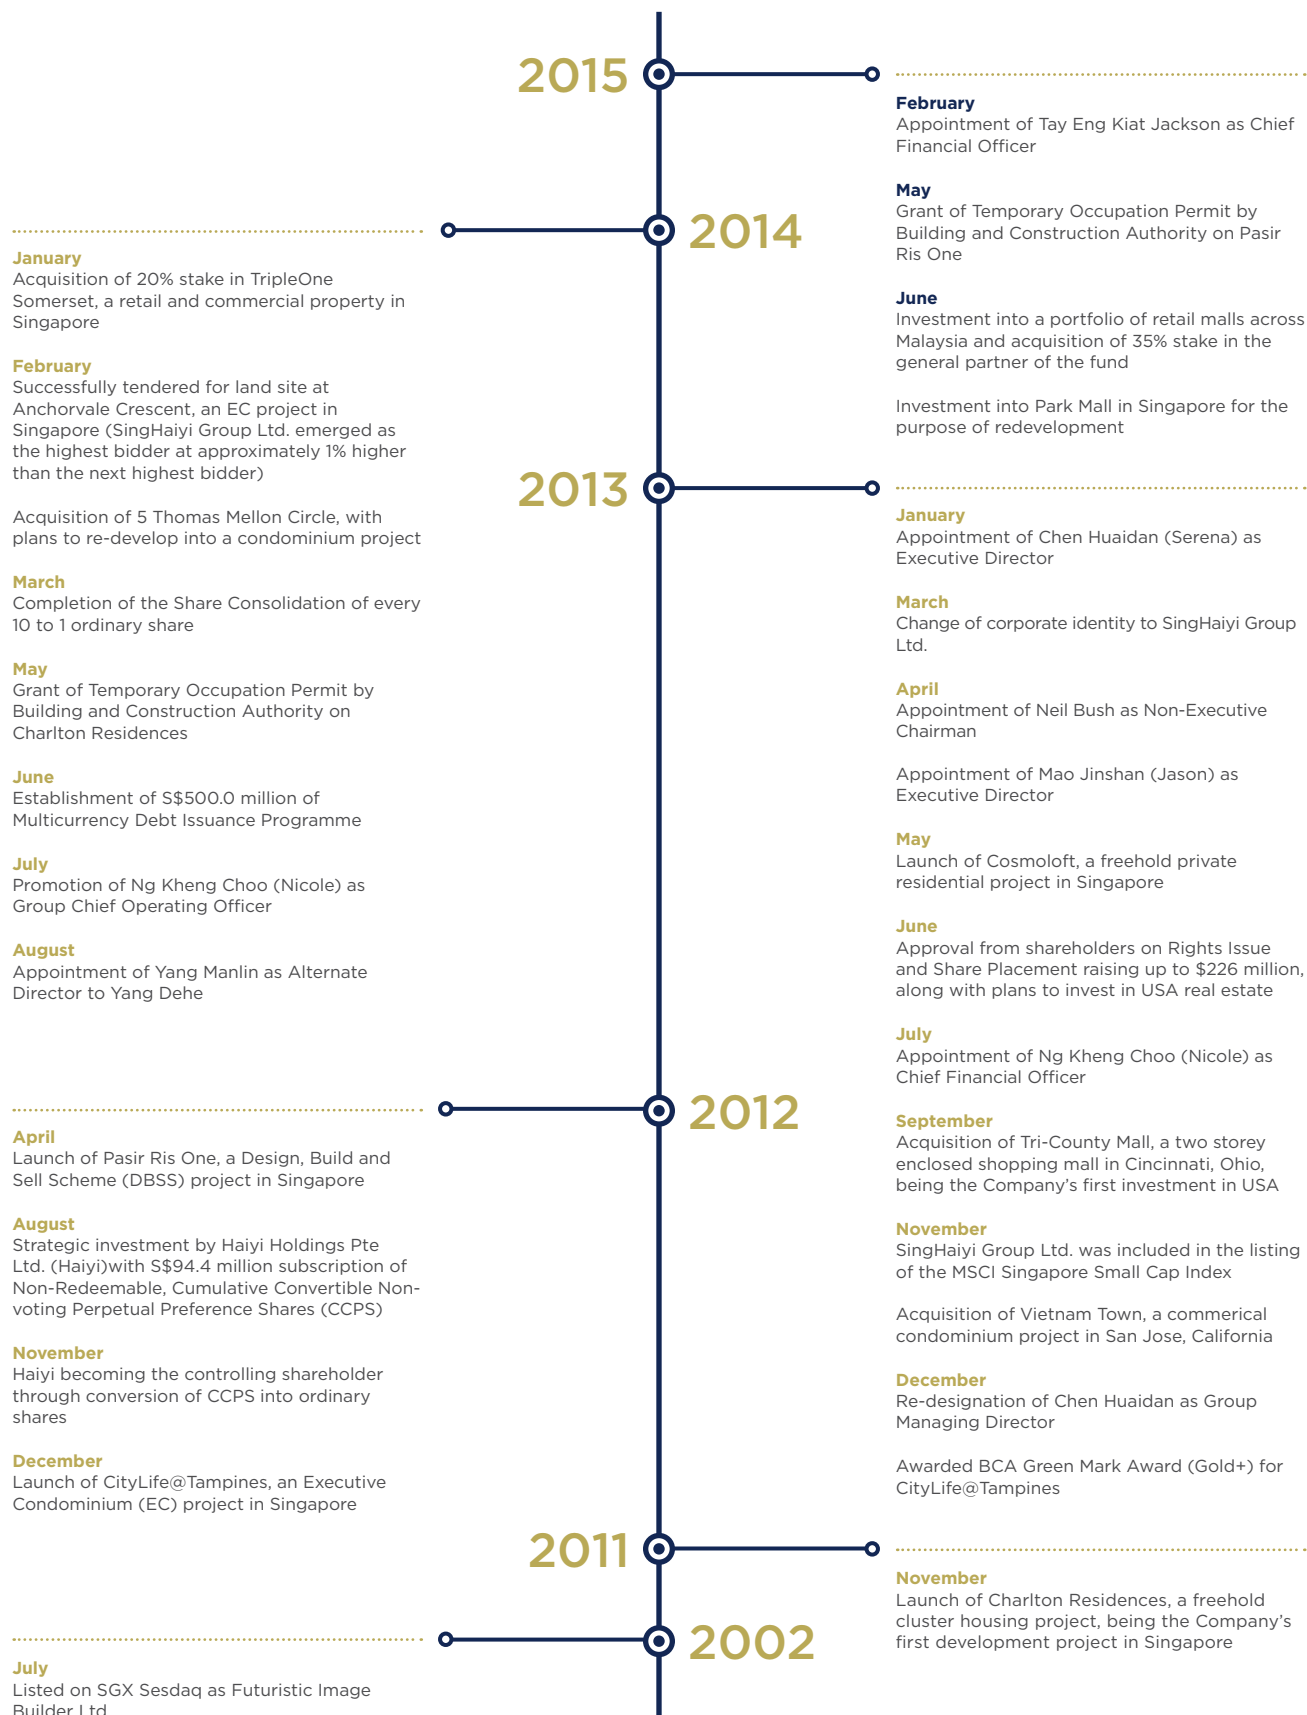 2015
February
Appointment of Tay Eng Kiat Jackson as Chief
Financial Officer
May
Grant of Temporary Occupation Permit by
Building and Construction Authority on Pasir
Ris One
June
Investment into a portfolio of retail malls across
Malaysia and acquisition of 35% stake in the
general partner of the fund
Investment into Park Mall in Singapore for the
purpose of redevelopment
2014
January
Acquisition of 20% stake in TripleOne
Somerset, a retail and commercial property in
Singapore
February
Successfully tendered for land site at
Anchorvale Crescent, an EC project in
Singapore (SingHaiyi Group Ltd. emerged as
the highest bidder at approximately 1% higher
than the next highest bidder)
Acquisition of 5 Thomas Mellon Circle, with
plans to re-develop into a condominium project
March
Completion of the Share Consolidation of every
10 to 1 ordinary share
May
Grant of Temporary Occupation Permit by
Building and Construction Authority on
Charlton Residences
June
Establishment of S$500.0 million of
Multicurrency Debt Issuance Programme
July
Promotion of Ng Kheng Choo (Nicole) as
Group Chief Operating Officer
August
Appointment of Yang Manlin as Alternate
Director to Yang Dehe
2013
January
Appointment of Chen Huaidan (Serena) as
Executive Director
March
Change of corporate identity to SingHaiyi Group
Ltd.
April
Appointment of Neil Bush as Non-Executive
Chairman
Appointment of Mao Jinshan (Jason) as
Executive Director
May
Launch of Cosmoloft, a freehold private
residential project in Singapore
June
Approval from shareholders on Rights Issue
and Share Placement raising up to $226 million,
along with plans to invest in USA real estate
July
Appointment of Ng Kheng Choo (Nicole) as
Chief Financial Officer
September
Acquisition of Tri-County Mall, a two storey
enclosed shopping mall in Cincinnati, Ohio,
being the Company's first investment in USA
November
SingHaiyi Group Ltd. was included in the listing
of the MSCI Singapore Small Cap Index
Acquisition of Vietnam Town, a commerical
condominium project in San Jose, California
December
Re-designation of Chen Huaidan as Group
Managing Director
Awarded BCA Green Mark Award (Gold+) for
CityLife@Tampines
2012
April
Launch of Pasir Ris One, a Design, Build and
Sell Scheme (DBSS) project in Singapore
August
Strategic investment by Haiyi Holdings Pte
Ltd. (Haiyi)with S$94.4 million subscription of
Non-Redeemable, Cumulative Convertible Non-
voting Perpetual Preference Shares (CCPS)
November
Haiyi becoming the controlling shareholder
through conversion of CCPS into ordinary
shares
December
Launch of CityLife@Tampines, an Executive
Condominium (EC) project in Singapore
2011
November
Launch of Charlton Residences, a freehold
cluster housing project, being the Company's
first development project in Singapore
2002
July
Listed on SGX Sesdaq as Futuristic Image
Builder Ltd